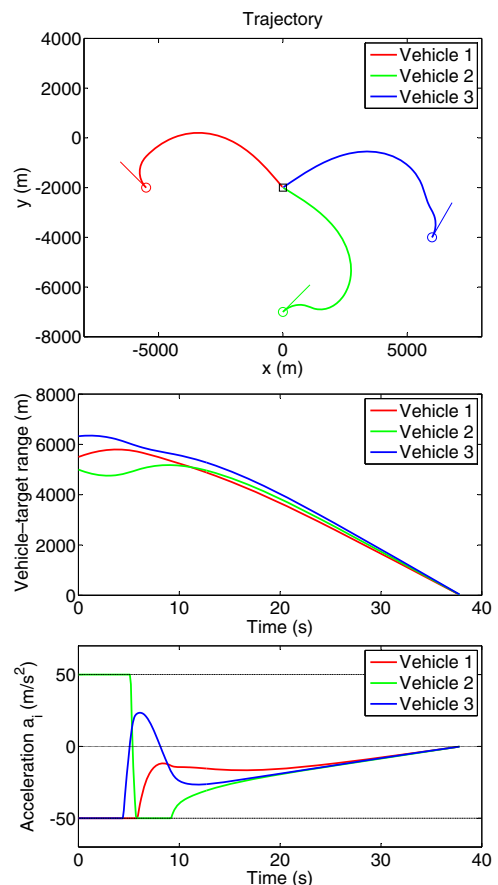 Trajectory
4000
2000
0
-2000
-4000
-6000
-8000
y (m)
-5000
0
5000
x (m)
Vehicle 1
Vehicle 2
Vehicle 3
8000
6000
4000
2000
0
Vehicle–target range (m)
0
10
20
30
40
Time (s)
Vehicle 1
Vehicle 2
Vehicle 3
50
0
-50
Acceleration a_i (m/s²)
0
10
20
30
40
Time (s)
Vehicle 1
Vehicle 2
Vehicle 3